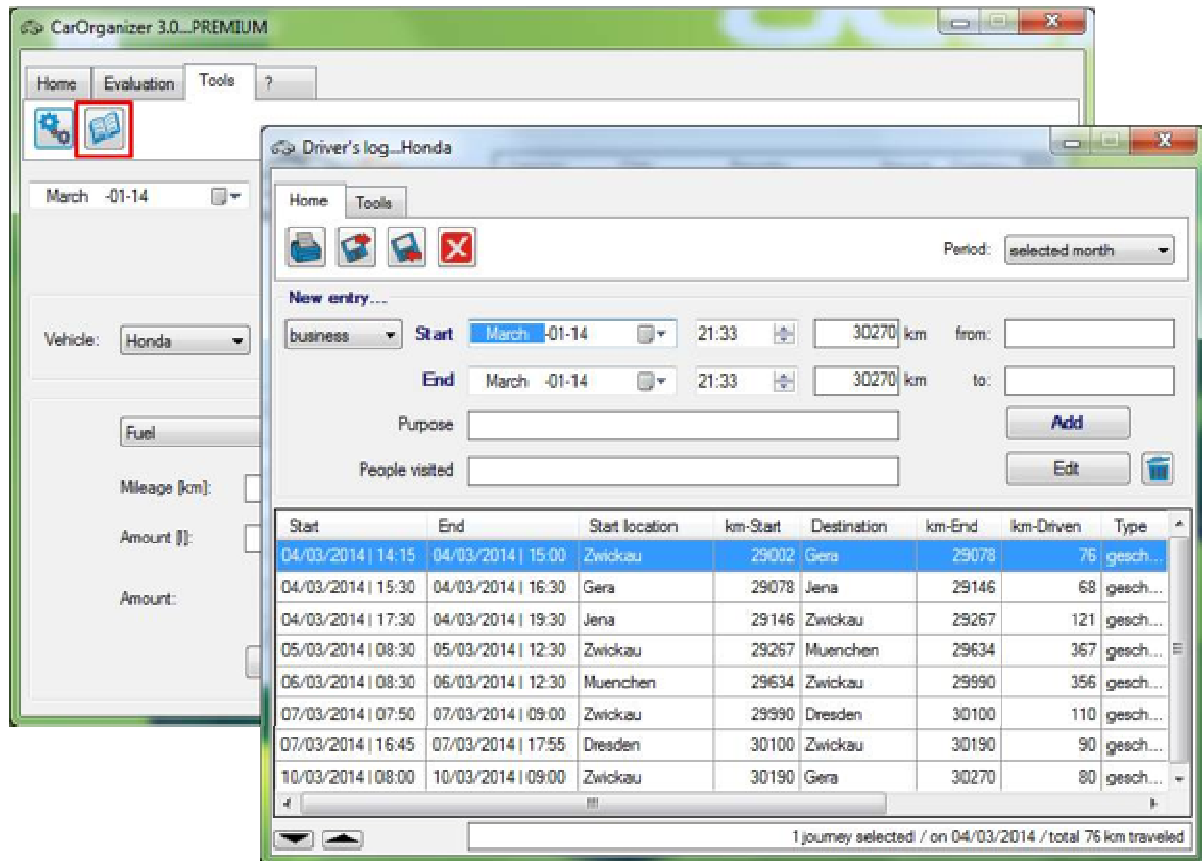 CarOrganizer 3.0....PREMIUM
Home Evaluation Tools ?
March -01-14
Vehicle: Honda
Fuel
Mileage [km]:
Amount [l]:
Amount:
Driver's log...Honda
Home Tools
Period: selected month
New entry....
business Start March -01-14 21:33 30270 km from:
End March -01-14 21:33 30270 km to:
Purpose Add
People visited Edit
Start End Start location km-Start Destination km-End km-Driven Type
04/03/2014 | 14:15 04/03/2014 | 15:00 Zwickau 29002 Gera 29078 76 gesch...
04/03/2014 | 15:30 04/03/2014 | 16:30 Gera 29078 Jena 29146 68 gesch...
04/03/2014 | 17:30 04/03/2014 | 19:30 Jena 29146 Zwickau 29267 121 gesch...
05/03/2014 | 08:30 05/03/2014 | 12:30 Zwickau 29267 Muenchen 29634 367 gesch...
06/03/2014 | 08:30 06/03/2014 | 12:30 Muenchen 29634 Zwickau 29990 356 gesch...
07/03/2014 | 07:50 07/03/2014 | 09:00 Zwickau 29990 Dresden 30100 110 gesch...
07/03/2014 | 16:45 07/03/2014 | 17:55 Dresden 30100 Zwickau 30190 90 gesch...
10/03/2014 | 08:00 10/03/2014 | 09:00 Zwickau 30190 Gera 30270 80 gesch...
1 journey selected / on 04/03/2014 / total 76 km traveled